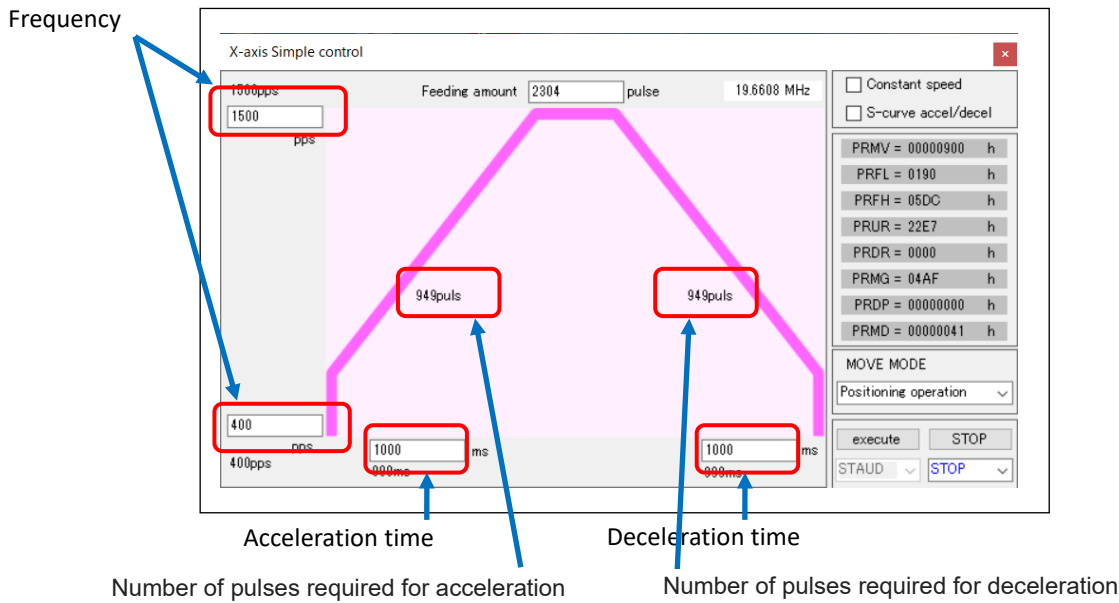 Frequency
X-axis Simple control
×
1500pps
Feeding amount 2304 pulse
19.6608 MHz
Constant speed
S-curve accel/decel
1500
pps
PRMV = 00000900 h
PRFL = 0190 h
PRFH = 05DC h
PRUR = 22E7 h
PRDR = 0000 h
PRMG = 04AF h
PRDP = 00000000 h
PRMD = 00000041 h
949puls
949puls
MOVE MODE
Positioning operation
400
pps
400pps
1000 ms
999ms
1000 ms
999ms
execute STOP
STAUD STOP
Acceleration time
Deceleration time
Number of pulses required for acceleration
Number of pulses required for deceleration